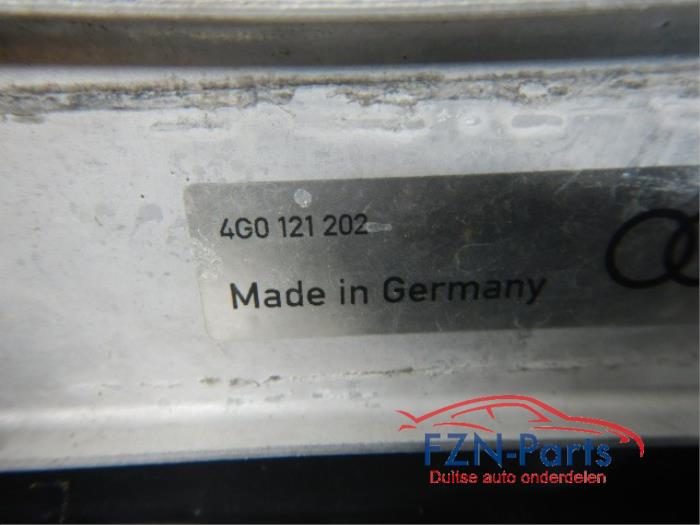 4G0 121 202
Made in Germany
FZN-Parts
Duitse auto onderdelen